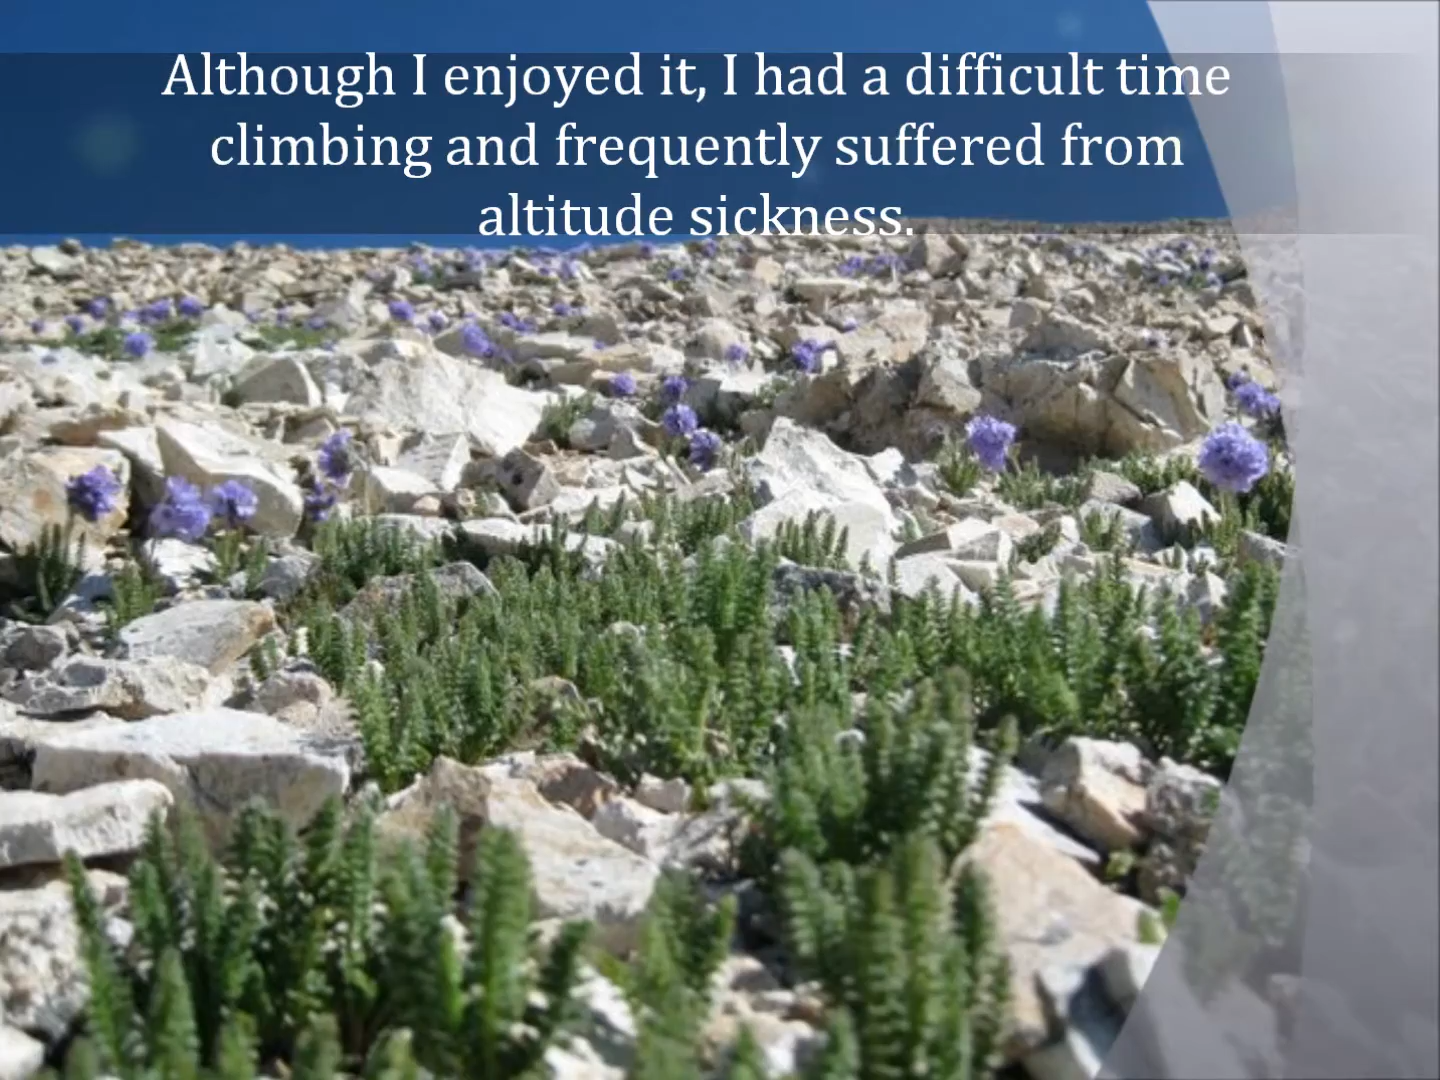 Although I enjoyed it, I had a difficult time
climbing and frequently suffered from
altitude sickness.